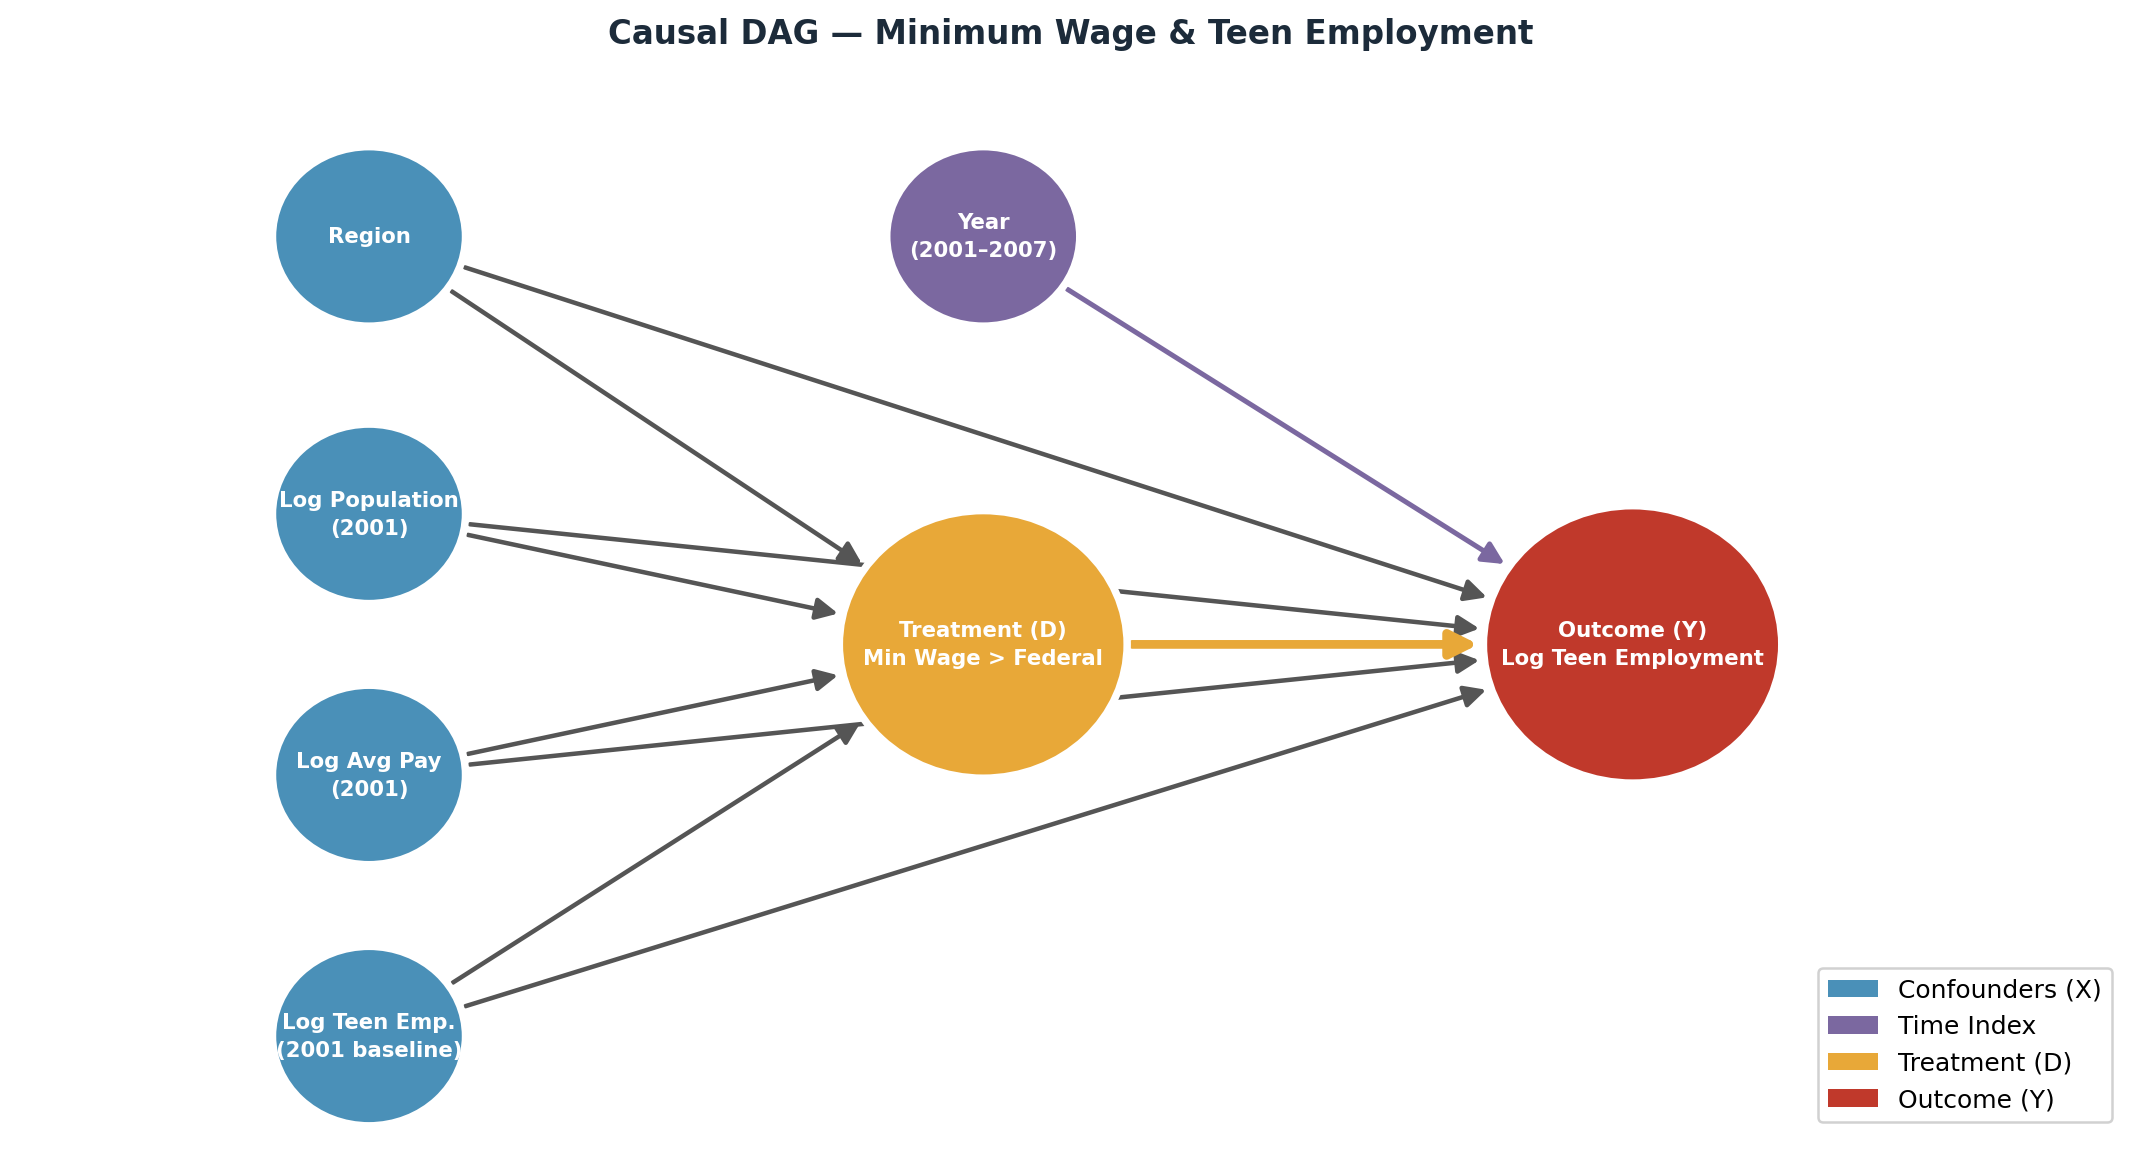 Causal DAG — Minimum Wage & Teen Employment
Region
Year
(2001–2007)
Log Population
(2001)
Treatment (D)
Min Wage > Federal
Outcome (Y)
Log Teen Employment
Log Avg Pay
(2001)
Log Teen Emp.
(2001 baseline)
Confounders (X)
Time Index
Treatment (D)
Outcome (Y)